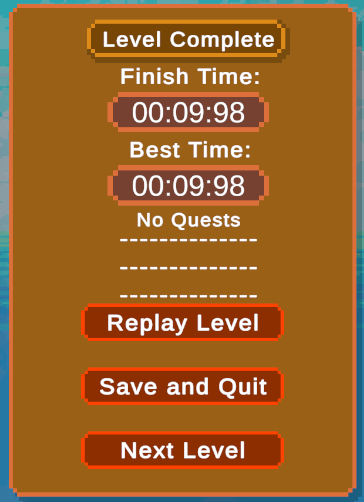 Level Complete
Finish Time:
00:09:98
Best Time:
00:09:98
No Quests
--------------
--------------
--------------
Replay Level
Save and Quit
Next Level